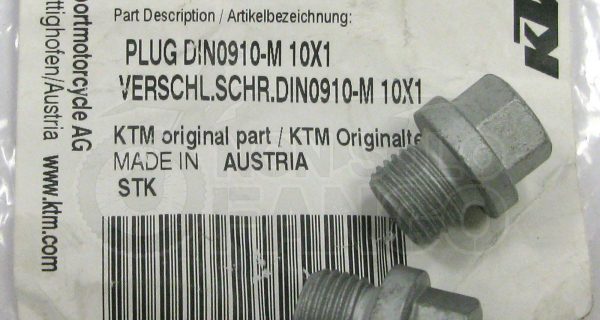 Part Description / Artikelbezeichnung:
PLUG DIN0910-M 10X1
VERSCHL.SCHR.DIN0910-M 10X1
KTM original part / KTM Originalte
MADE IN AUSTRIA
STK
portmotorcycle AG
ttighofen/Austria
www.ktm.com
KTM